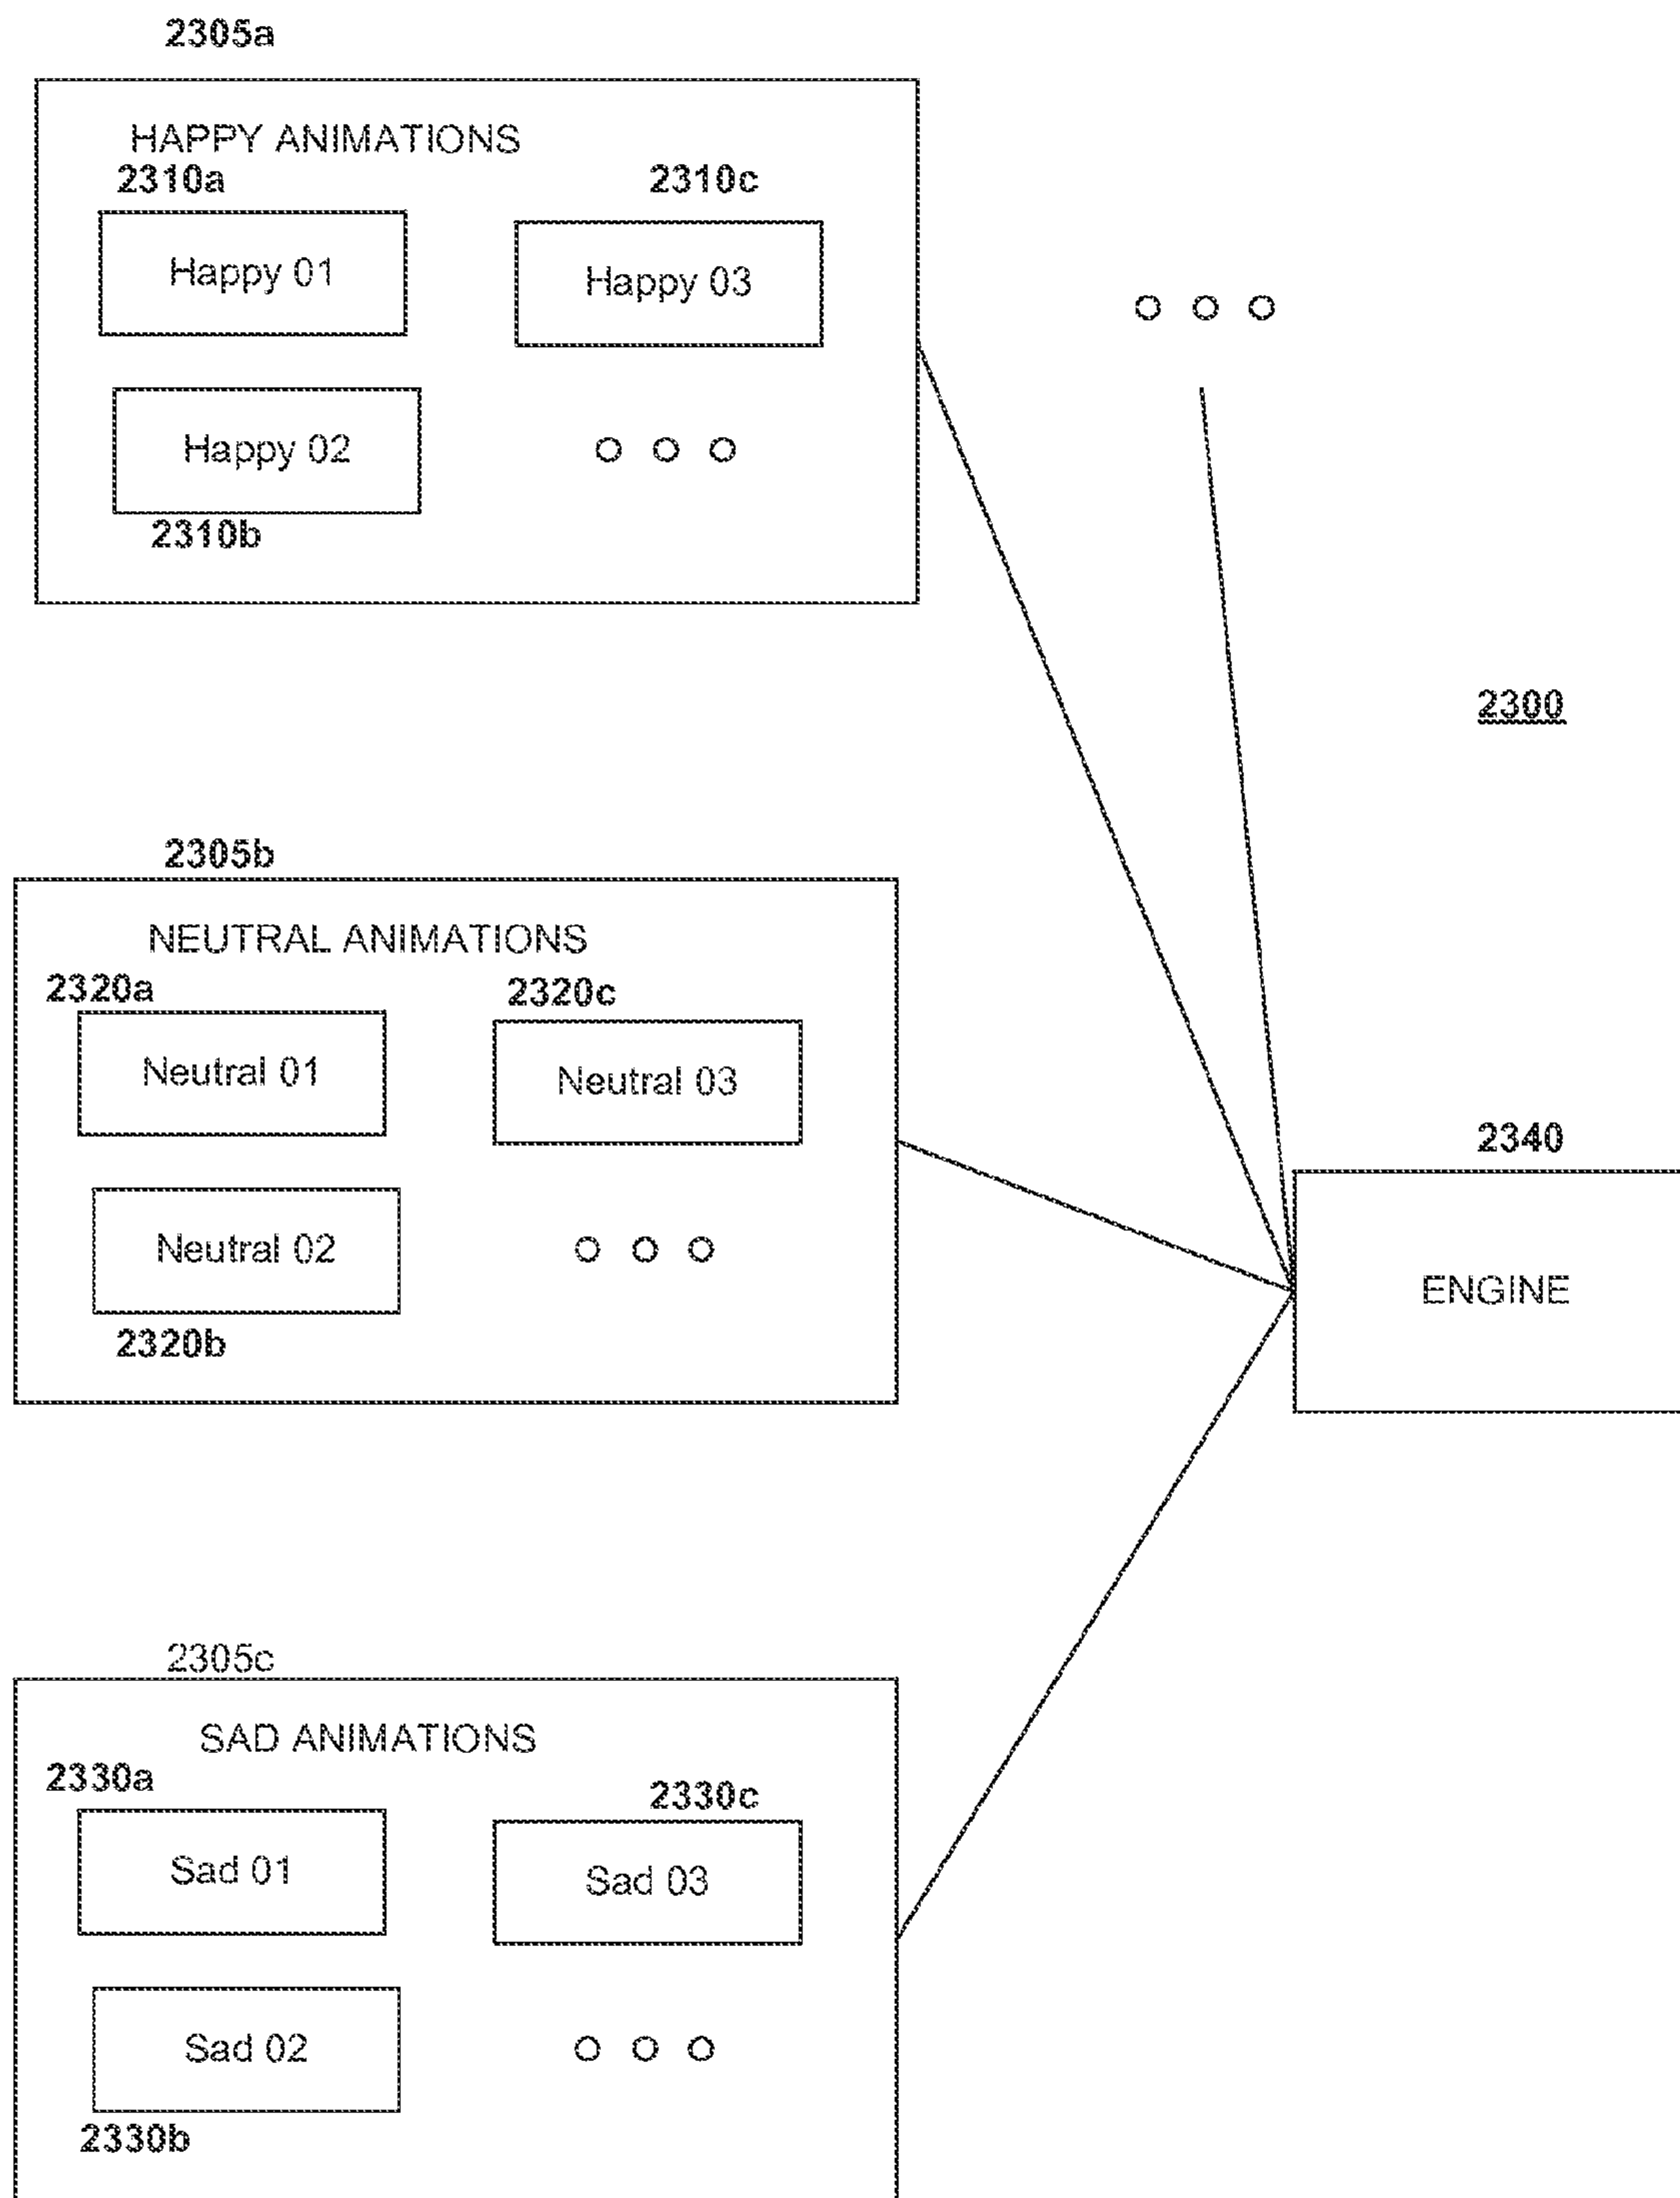 2305a
HAPPY ANIMATIONS
2310a
2310c
Happy 01
Happy 03
Happy 02
2310b
2300
2305b
NEUTRAL ANIMATIONS
2320a
2320c
Neutral 01
Neutral 03
Neutral 02
2320b
2340
ENGINE
2305c
SAD ANIMATIONS
2330a
2330c
Sad 01
Sad 03
Sad 02
2330b